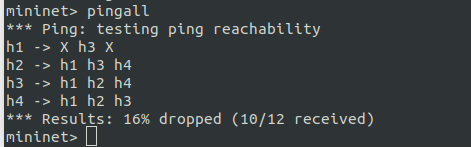 mininet> pingall
*** Ping: testing ping reachability
h1 -> X h3 X
h2 -> h1 h3 h4
h3 -> h1 h2 h4
h4 -> h1 h2 h3
*** Results: 16% dropped (10/12 received)
mininet>